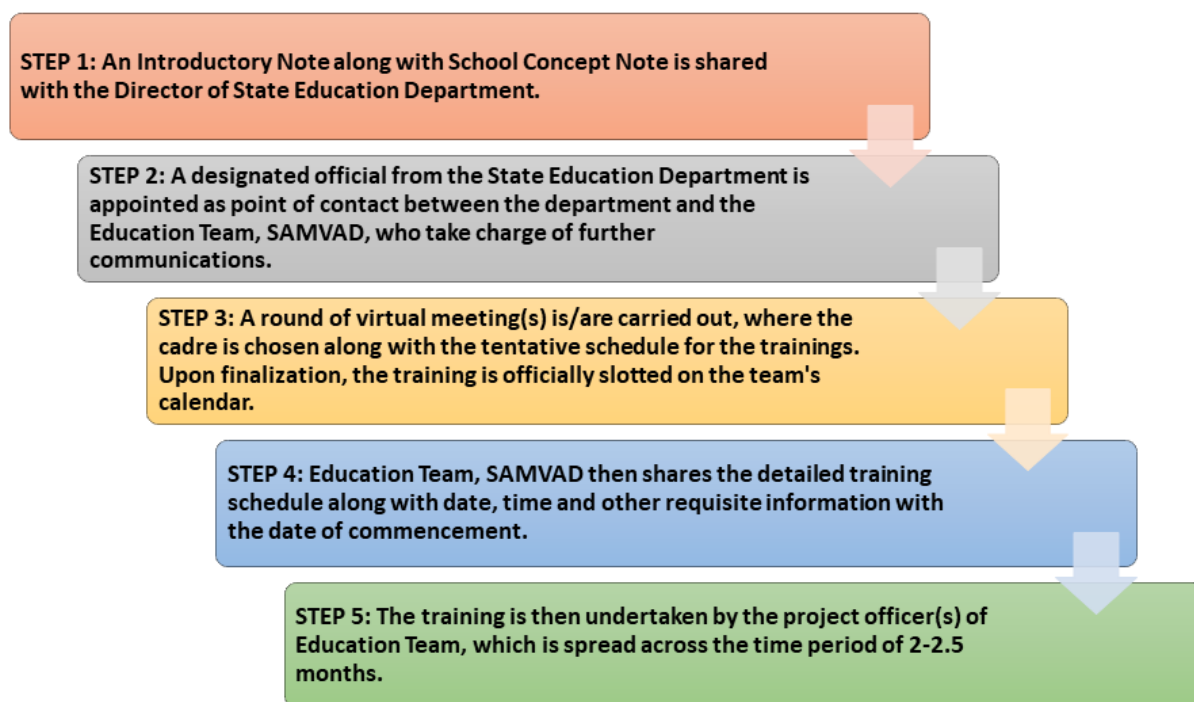 STEP 1: An Introductory Note along with School Concept Note is shared
with the Director of State Education Department.
STEP 2: A designated official from the State Education Department is
appointed as point of contact between the department and the
Education Team, SAMVAD, who take charge of further
communications.
STEP 3: A round of virtual meeting(s) is/are carried out, where the
cadre is chosen along with the tentative schedule for the trainings.
Upon finalization, the training is officially slotted on the team's
calendar.
STEP 4: Education Team, SAMVAD then shares the detailed training
schedule along with date, time and other requisite information with
the date of commencement.
STEP 5: The training is then undertaken by the project officer(s) of
Education Team, which is spread across the time period of 2-2.5
months.